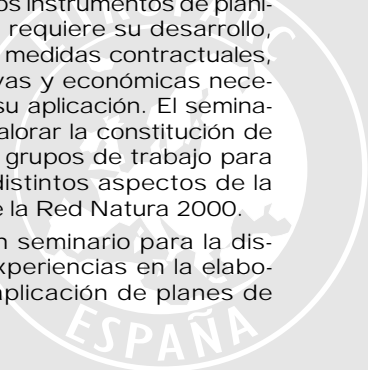 os instrumentos de plani-
requiere su desarrollo,
medidas contractuales,
vas y económicas nece-
su aplicación. El semina-
alorar la constitución de
grupos de trabajo para
distintos aspectos de la
e la Red Natura 2000.
n seminario para la dis-
xperiencias en la elabo-
aplicación de planes de
EUROPARC
ESPAÑA